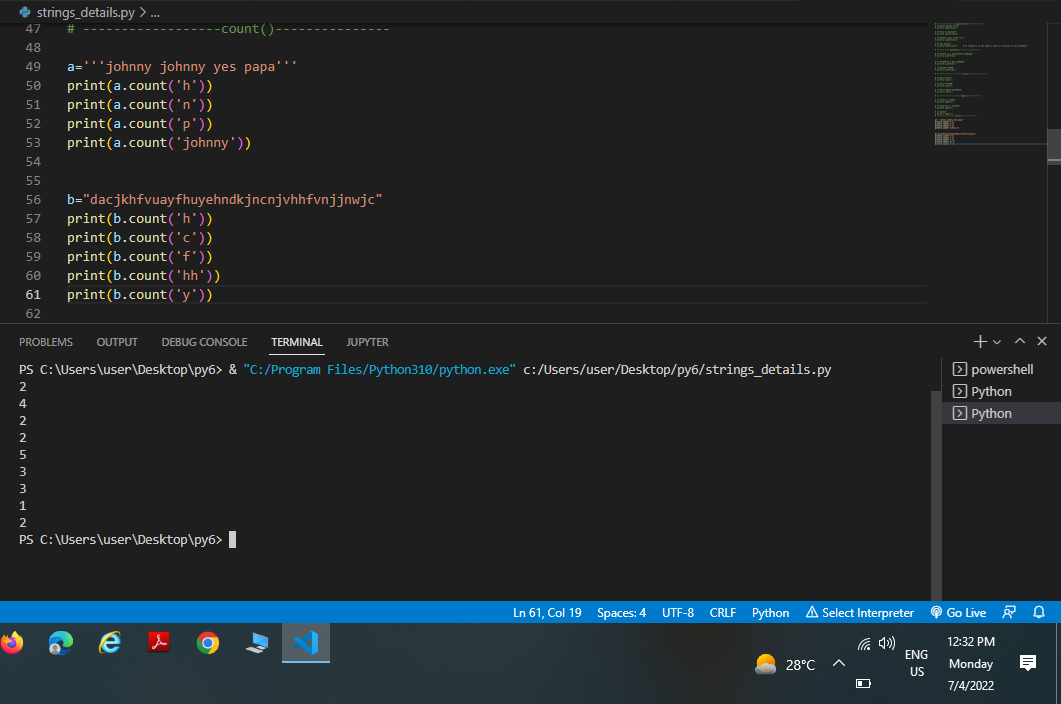 strings_details.py > ...
47 # ------------------count()---------------
48
49 a='''johnny johnny yes papa'''
50 print(a.count('h'))
51 print(a.count('n'))
52 print(a.count('p'))
53 print(a.count('johnny'))
54
55
56 b="dacjkhfvuayfhuyehndkjncnjvhhfvnjjnwjc"
57 print(b.count('h'))
58 print(b.count('c'))
59 print(b.count('f'))
60 print(b.count('hh'))
61 print(b.count('y'))
62
PROBLEMS OUTPUT DEBUG CONSOLE TERMINAL JUPYTER
PS C:\Users\user\Desktop\py6> & "C:/Program Files/Python310/python.exe" c:/Users/user/Desktop/py6/strings_details.py
2
4
2
2
5
3
3
1
2
PS C:\Users\user\Desktop\py6>
powershell
Python
Python
Ln 61, Col 19 Spaces: 4 UTF-8 CRLF Python Select Interpreter Go Live
28°C
ENG
US
12:32 PM
Monday
7/4/2022